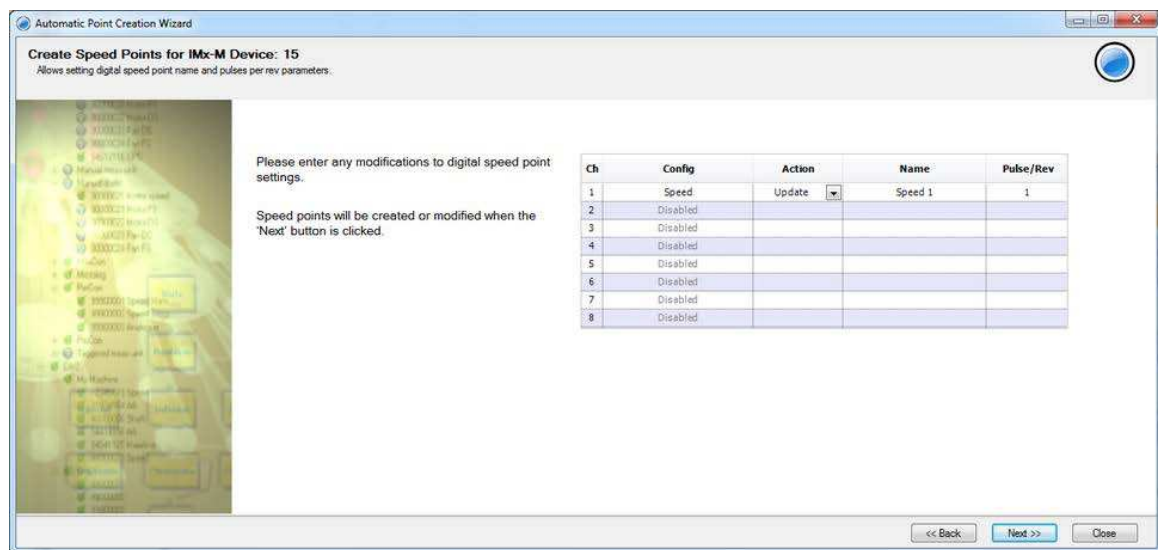 Automatic Point Creation Wizard
Create Speed Points for IMx-M Device: 15
Allows setting digital speed point name and pulses per rev parameters.
Please enter any modifications to digital speed point
settings.
Speed points will be created or modified when the
'Next' button is clicked.
Ch Config Action Name Pulse/Rev
1 Speed Update Speed 1 1
2 Disabled
3 Disabled
4 Disabled
5 Disabled
6 Disabled
7 Disabled
8 Disabled
<< Back Next >> Close